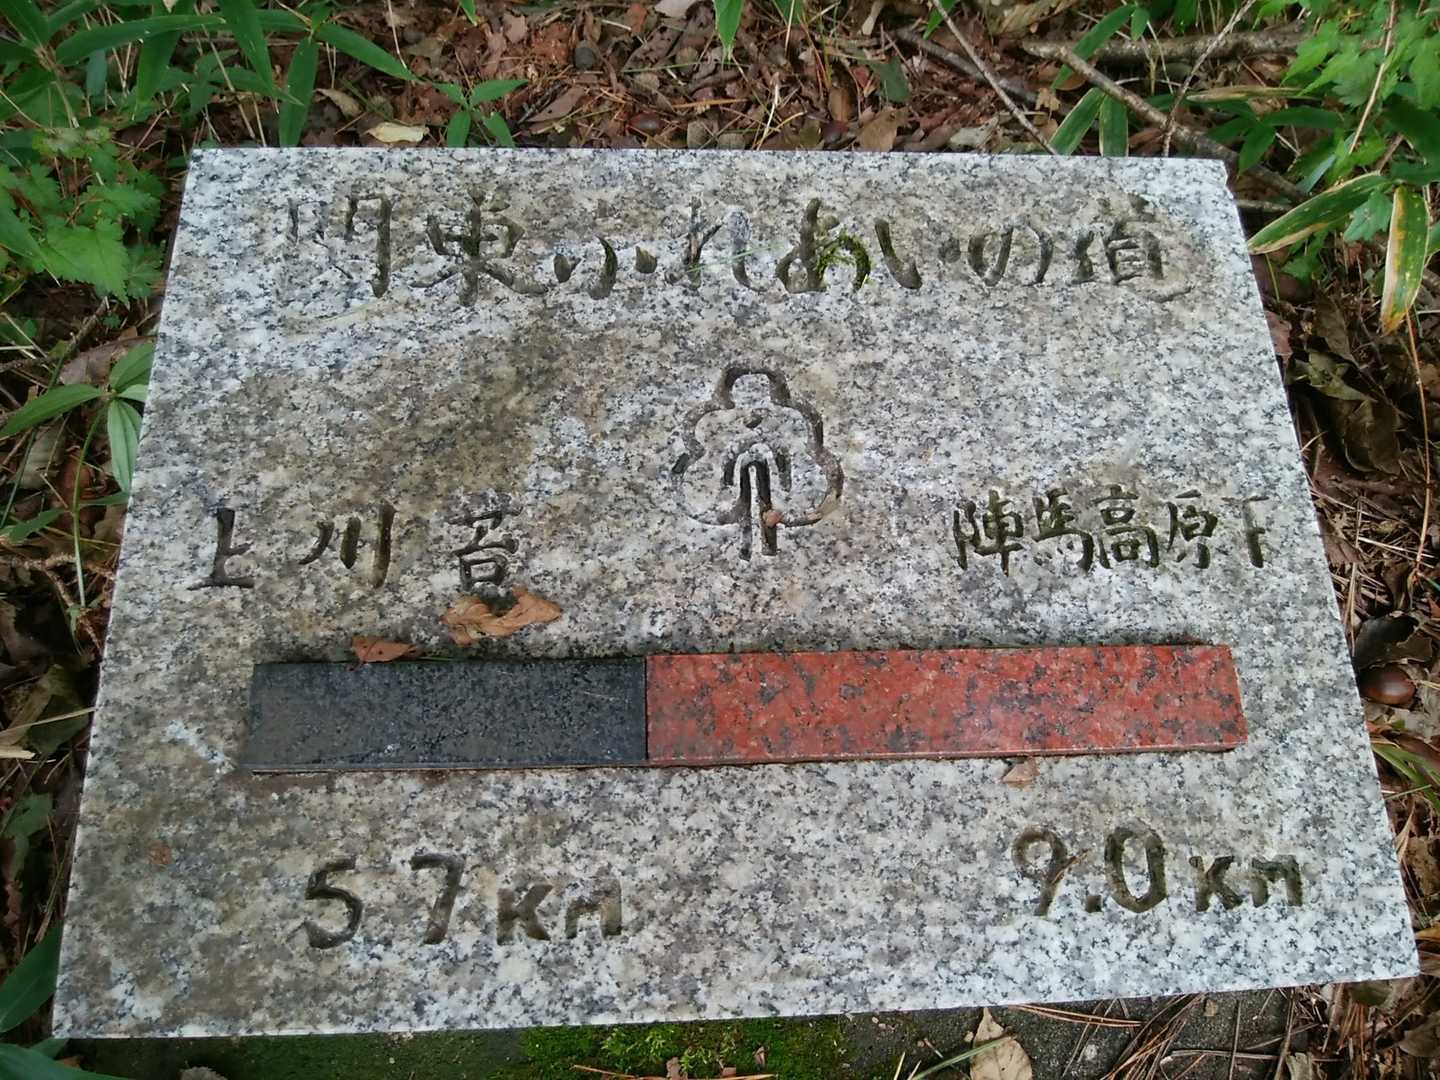 関東ふれあいの道
上川苔 陣馬高原下
5.7km 9.0km